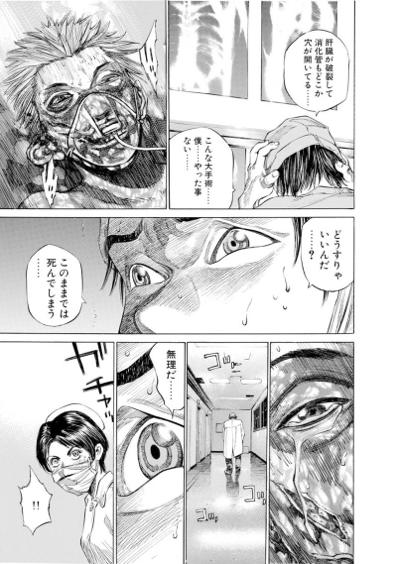 肝臓が破裂して
消化管もどこか
穴が開いてる……
こんな大手術…
僕……やった事
ない……
どうすりゃ
いいんだ
……?
このままでは
死んでしまう
……
コッ
コッ
無理だ……
ガチャッ
!!